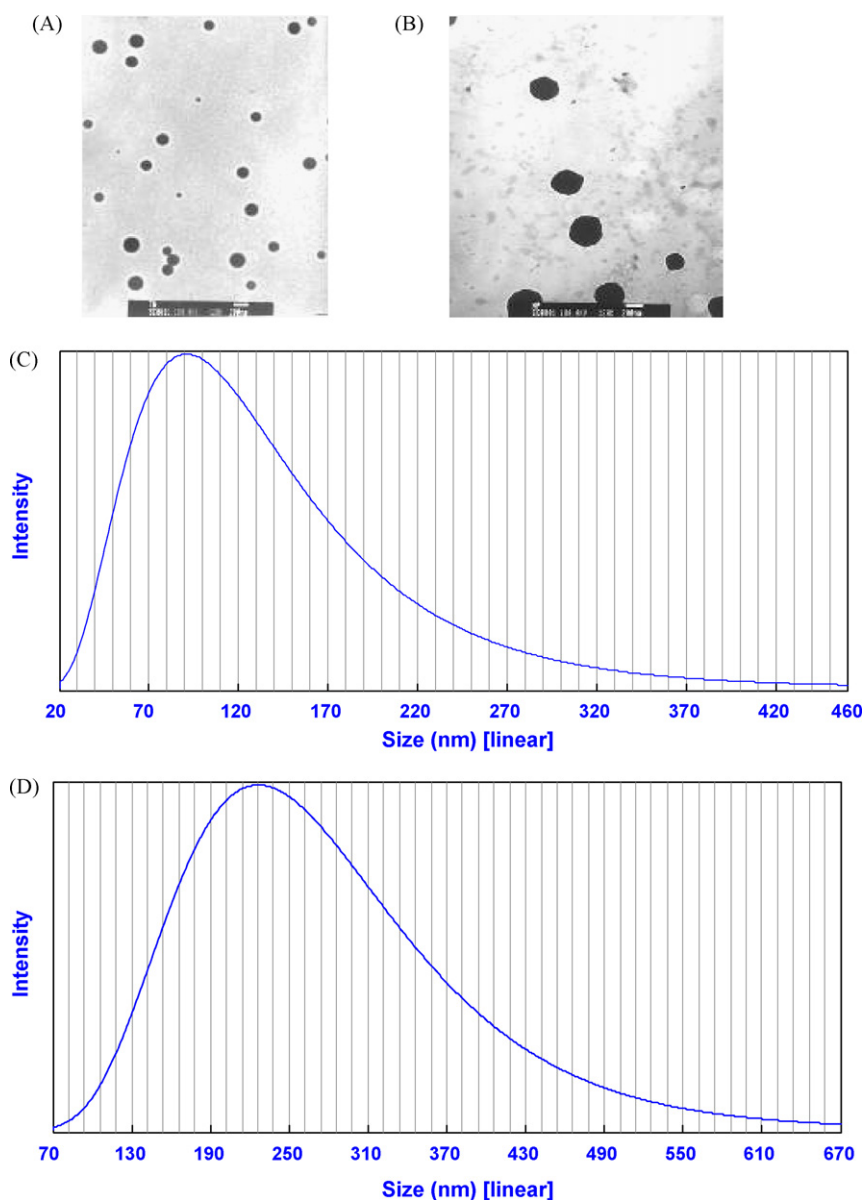 (A)
(B)
(C)
Intensity
20 70 120 170 220 270 320 370 420 460
Size (nm) [linear]
(D)
Intensity
70 130 190 250 310 370 430 490 550 610 670
Size (nm) [linear]